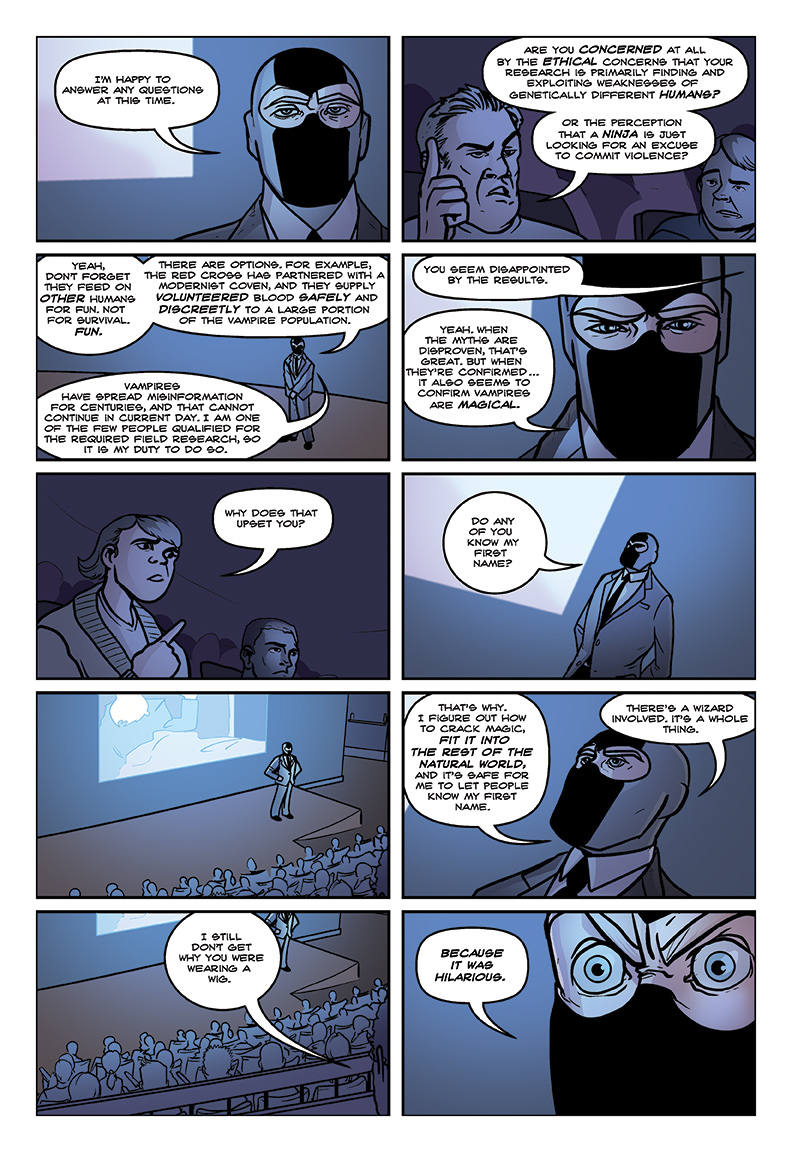 I'M HAPPY TO
ANSWER ANY QUESTIONS
AT THIS TIME.
ARE YOU CONCERNED AT ALL
BY THE ETHICAL CONCERNS THAT YOUR
RESEARCH IS PRIMARILY FINDING AND
EXPLOITING WEAKNESSES OF
GENETICALLY DIFFERENT HUMANS?
OR THE PERCEPTION
THAT A NINJA IS JUST
LOOKING FOR AN EXCUSE
TO COMMIT VIOLENCE?
YEAH,
DON'T FORGET
THEY FEED ON
OTHER HUMANS
FOR FUN. NOT
FOR SURVIVAL.
FUN.
THERE ARE OPTIONS. FOR EXAMPLE,
THE RED CROSS HAS PARTNERED WITH A
MODERNIST COVEN, AND THEY SUPPLY
VOLUNTEERED BLOOD SAFELY AND
DISCREETLY TO A LARGE PORTION
OF THE VAMPIRE POPULATION.
VAMPIRES
HAVE SPREAD MISINFORMATION
FOR CENTURIES, AND THAT CANNOT
CONTINUE IN CURRENT DAY. I AM ONE
OF THE FEW PEOPLE QUALIFIED FOR
THE REQUIRED FIELD RESEARCH, SO
IT IS MY DUTY TO DO SO.
YOU SEEM DISAPPOINTED
BY THE RESULTS.
YEAH. WHEN
THE MYTHS ARE
DISPROVEN, THAT'S
GREAT. BUT WHEN
THEY'RE CONFIRMED...
IT ALSO SEEMS TO
CONFIRM VAMPIRES
ARE MAGICAL.
WHY DOES THAT
UPSET YOU?
DO ANY
OF YOU
KNOW MY
FIRST
NAME?
THAT'S WHY.
I FIGURE OUT HOW
TO CRACK MAGIC,
FIT IT INTO
THE REST OF THE
NATURAL WORLD,
AND IT'S SAFE FOR
ME TO LET PEOPLE
KNOW MY FIRST
NAME.
THERE'S A WIZARD
INVOLVED. IT'S A WHOLE
THING.
I STILL
DON'T GET
WHY YOU WERE
WEARING A
WIG.
BECAUSE
IT WAS
HILARIOUS.